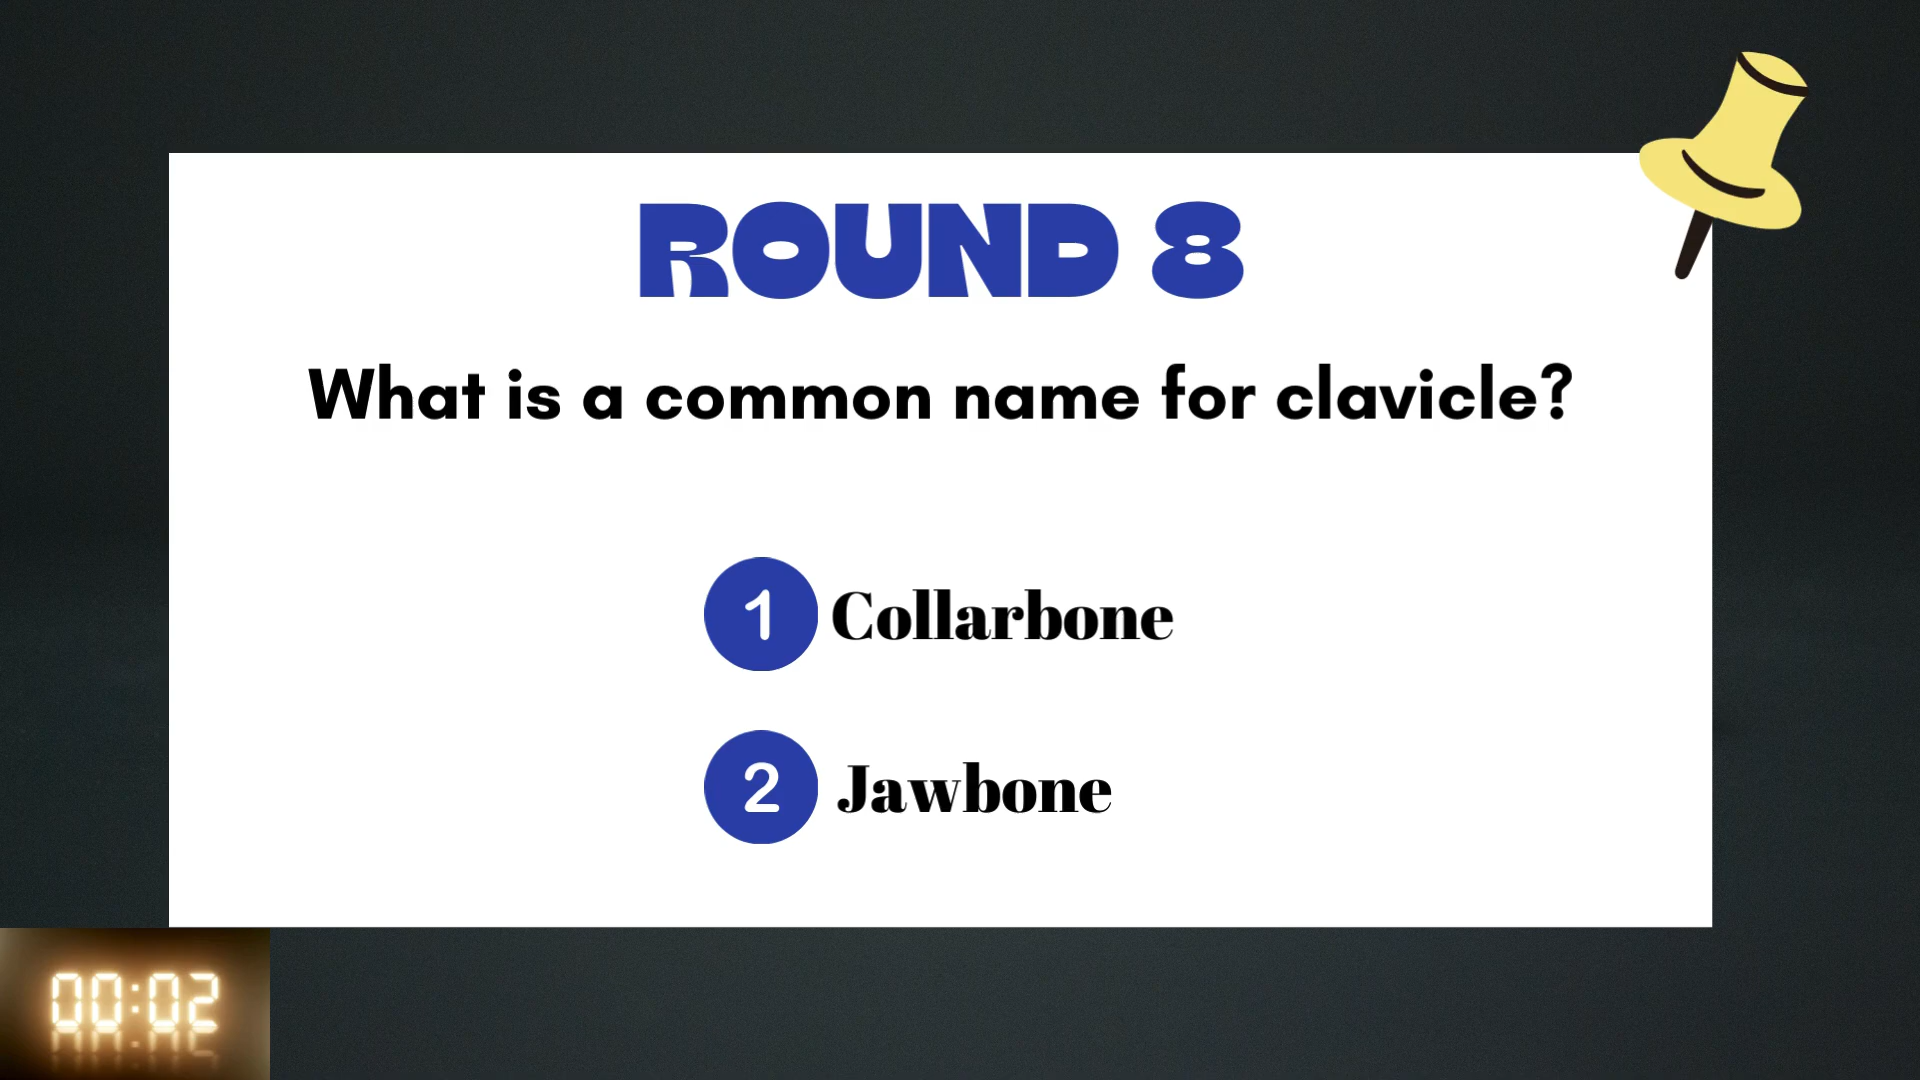 ROUND 8
What is a common name for clavicle?
1 Collarbone
2 Jawbone
00:02